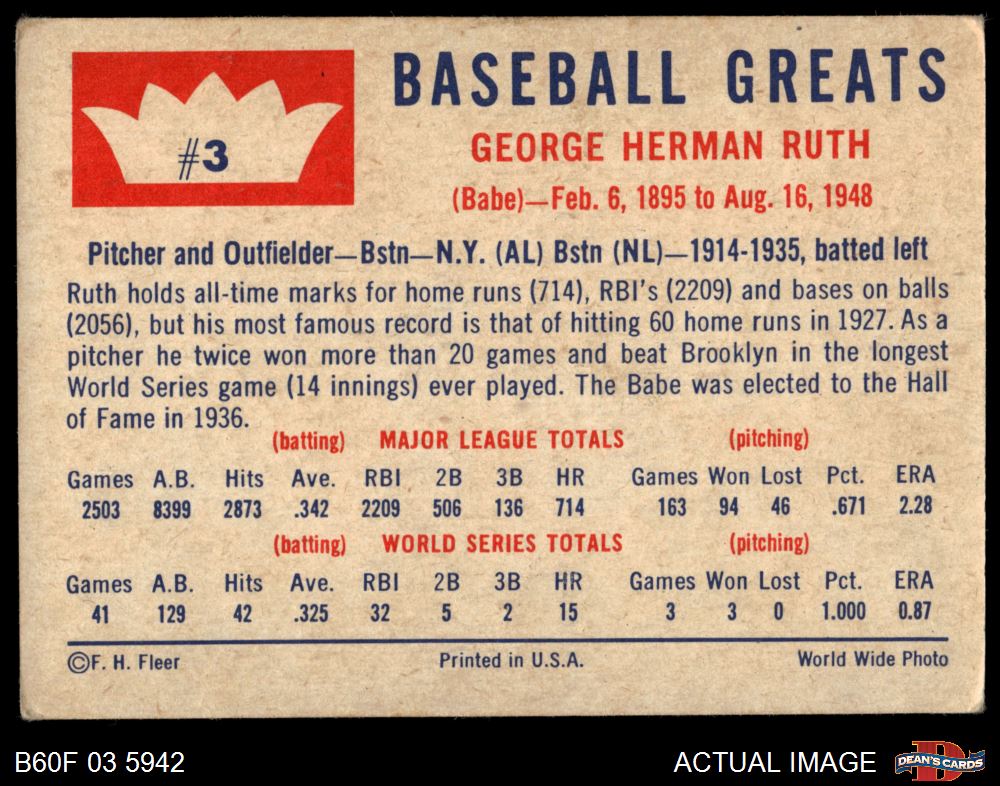 BASEBALL GREATS
#3
GEORGE HERMAN RUTH
(Babe)—Feb. 6, 1895 to Aug. 16, 1948
Pitcher and Outfielder—Bstn—N.Y. (AL) Bstn (NL)—1914-1935, batted left
Ruth holds all-time marks for home runs (714), RBI's (2209) and bases on balls
(2056), but his most famous record is that of hitting 60 home runs in 1927. As a
pitcher he twice won more than 20 games and beat Brooklyn in the longest
World Series game (14 innings) ever played. The Babe was elected to the Hall
of Fame in 1936.
(batting) MAJOR LEAGUE TOTALS (pitching)
Games A.B. Hits Ave. RBI 2B 3B HR Games Won Lost Pct. ERA
2503 8399 2873 .342 2209 506 136 714 163 94 46 .671 2.28
(batting) WORLD SERIES TOTALS (pitching)
Games A.B. Hits Ave. RBI 2B 3B HR Games Won Lost Pct. ERA
41 129 42 .325 32 5 2 15 3 3 0 1.000 0.87
©F. H. Fleer Printed in U.S.A. World Wide Photo
B60F 03 5942 ACTUAL IMAGE D DEAN'S CARDS